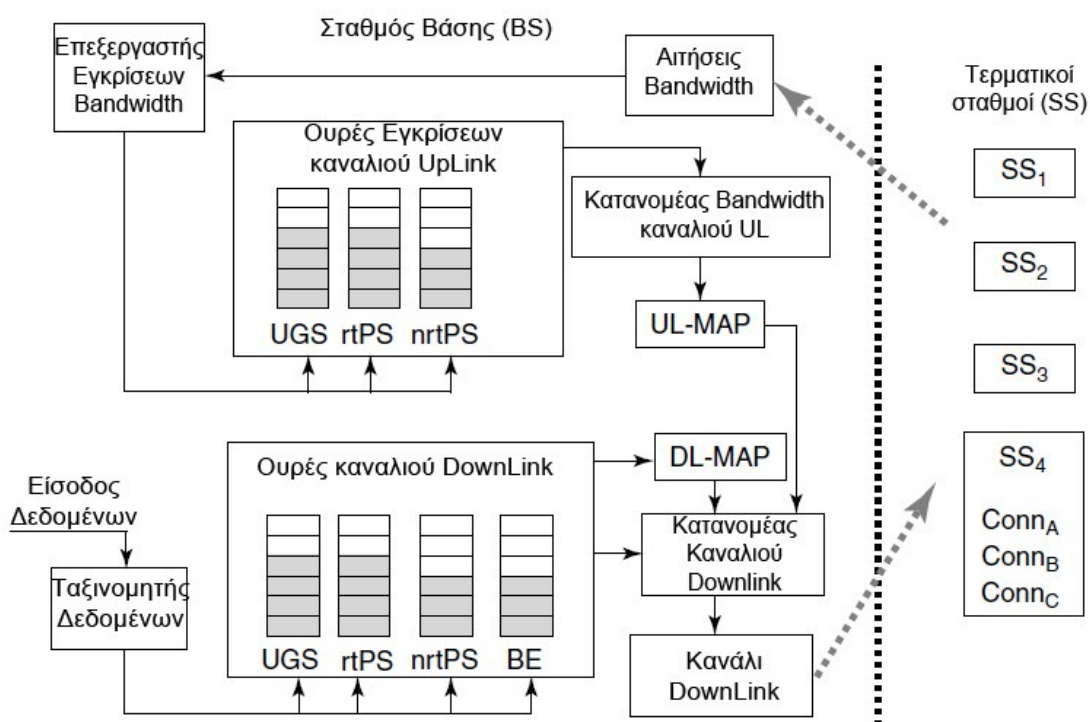 Σταθμός Βάσης (BS)
Επεξεργαστής
Εγκρίσεων
Bandwidth
Αιτήσεις
Bandwidth
Τερματικοί
σταθμοί (SS)
Ουρές Εγκρίσεων
καναλιού UpLink
UGS rtPS nrtPS
Κατανομέας Bandwidth
καναλιού UL
UL-MAP
SS1
SS2
SS3
SS4
ConnA
ConnB
ConnC
Είσοδος
Δεδομένων
Ταξινομητής
Δεδομένων
Ουρές καναλιού DownLink
UGS rtPS nrtPS BE
DL-MAP
Κατανομέας
Καναλιού
Downlink
Κανάλι
DownLink